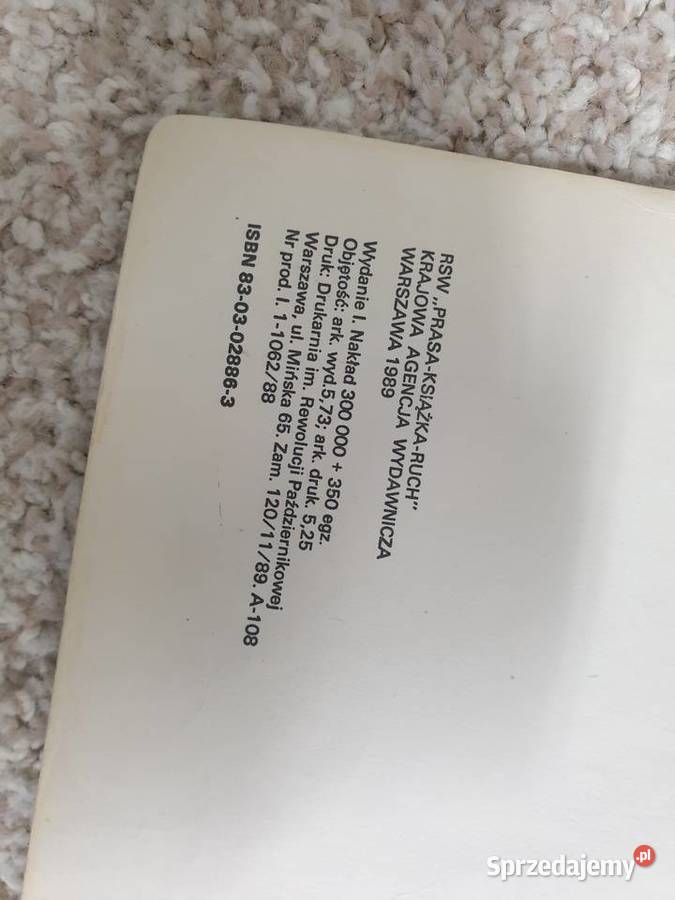 RSW „PRASA-KSIĄŻKA-RUCH"
KRAJOWA AGENCJA WYDAWNICZA
WARSZAWA 1989
Wydanie I. Nakład 300 000 + 350 egz.
Objętość: ark. wyd.5,73; ark. druk. 5,25
Druk: Drukarnia im. Rewolucji Październikowej
Warszawa, ul. Mińska 65. Zam. 120/11/89. A-108
Nr prod. I. 1-1062/88
ISBN 83-03-02886-3
Sprzedajemy.pl